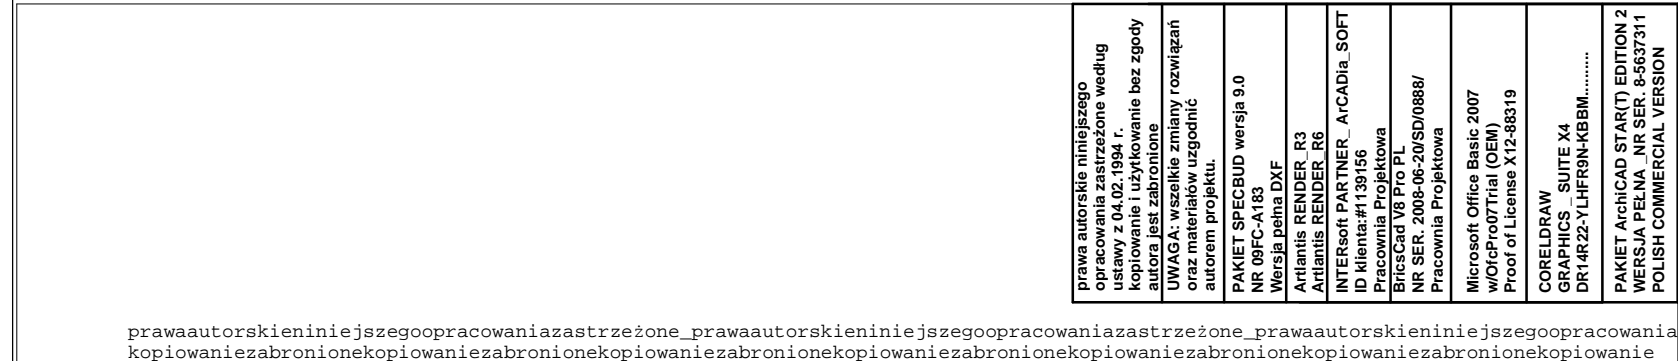 prawa autorskie niniejszego
opracowania zastrzeżone według
ustawy z 04.02.1994 r.
kopiowanie i użytkowanie bez zgody
autora jest zabronione
UWAGA: wszelkie zmiany rozwiązań
oraz materiałów uzgodnić
autorem projektu.
PAKIET SPECBUD wersja 9.0
NR 09FC-A183
Wersja pełna DXF
Artlantis RENDER_R3
Artlantis RENDER_R6
INTERsoft PARTNER_ ArCADia_SOFT
ID klienta:#1139156
Pracownia Projektowa
BricsCad V8 Pro PL
NR SER. 2008-06-20/SD/0888/
Pracownia Projektowa
Microsoft Office Basic 2007
w/OfcPro07Trial (OEM)
Proof of License X12-88319
CORELDRAW
GRAPHICS _ SUITE X4
DR14R22-YLHFR9N-KBBM...........
PAKIET ArchiCAD STAR(T) EDITION 2
WERSJA PEŁNA _NR SER. 8-5637311
POLISH COMMERCIAL VERSION
prawaautorskieniniejszegoopracowaniazastrzeżone_prawaautorskieniniejszegoopracowaniazastrzeżone_prawaautorskieniniejszegoopracowania
kopiowaniezabronionekopiowaniezabronionekopiowaniezabronionekopiowaniezabronionekopiowaniezabronionekopiowaniezabronionekopiowanie